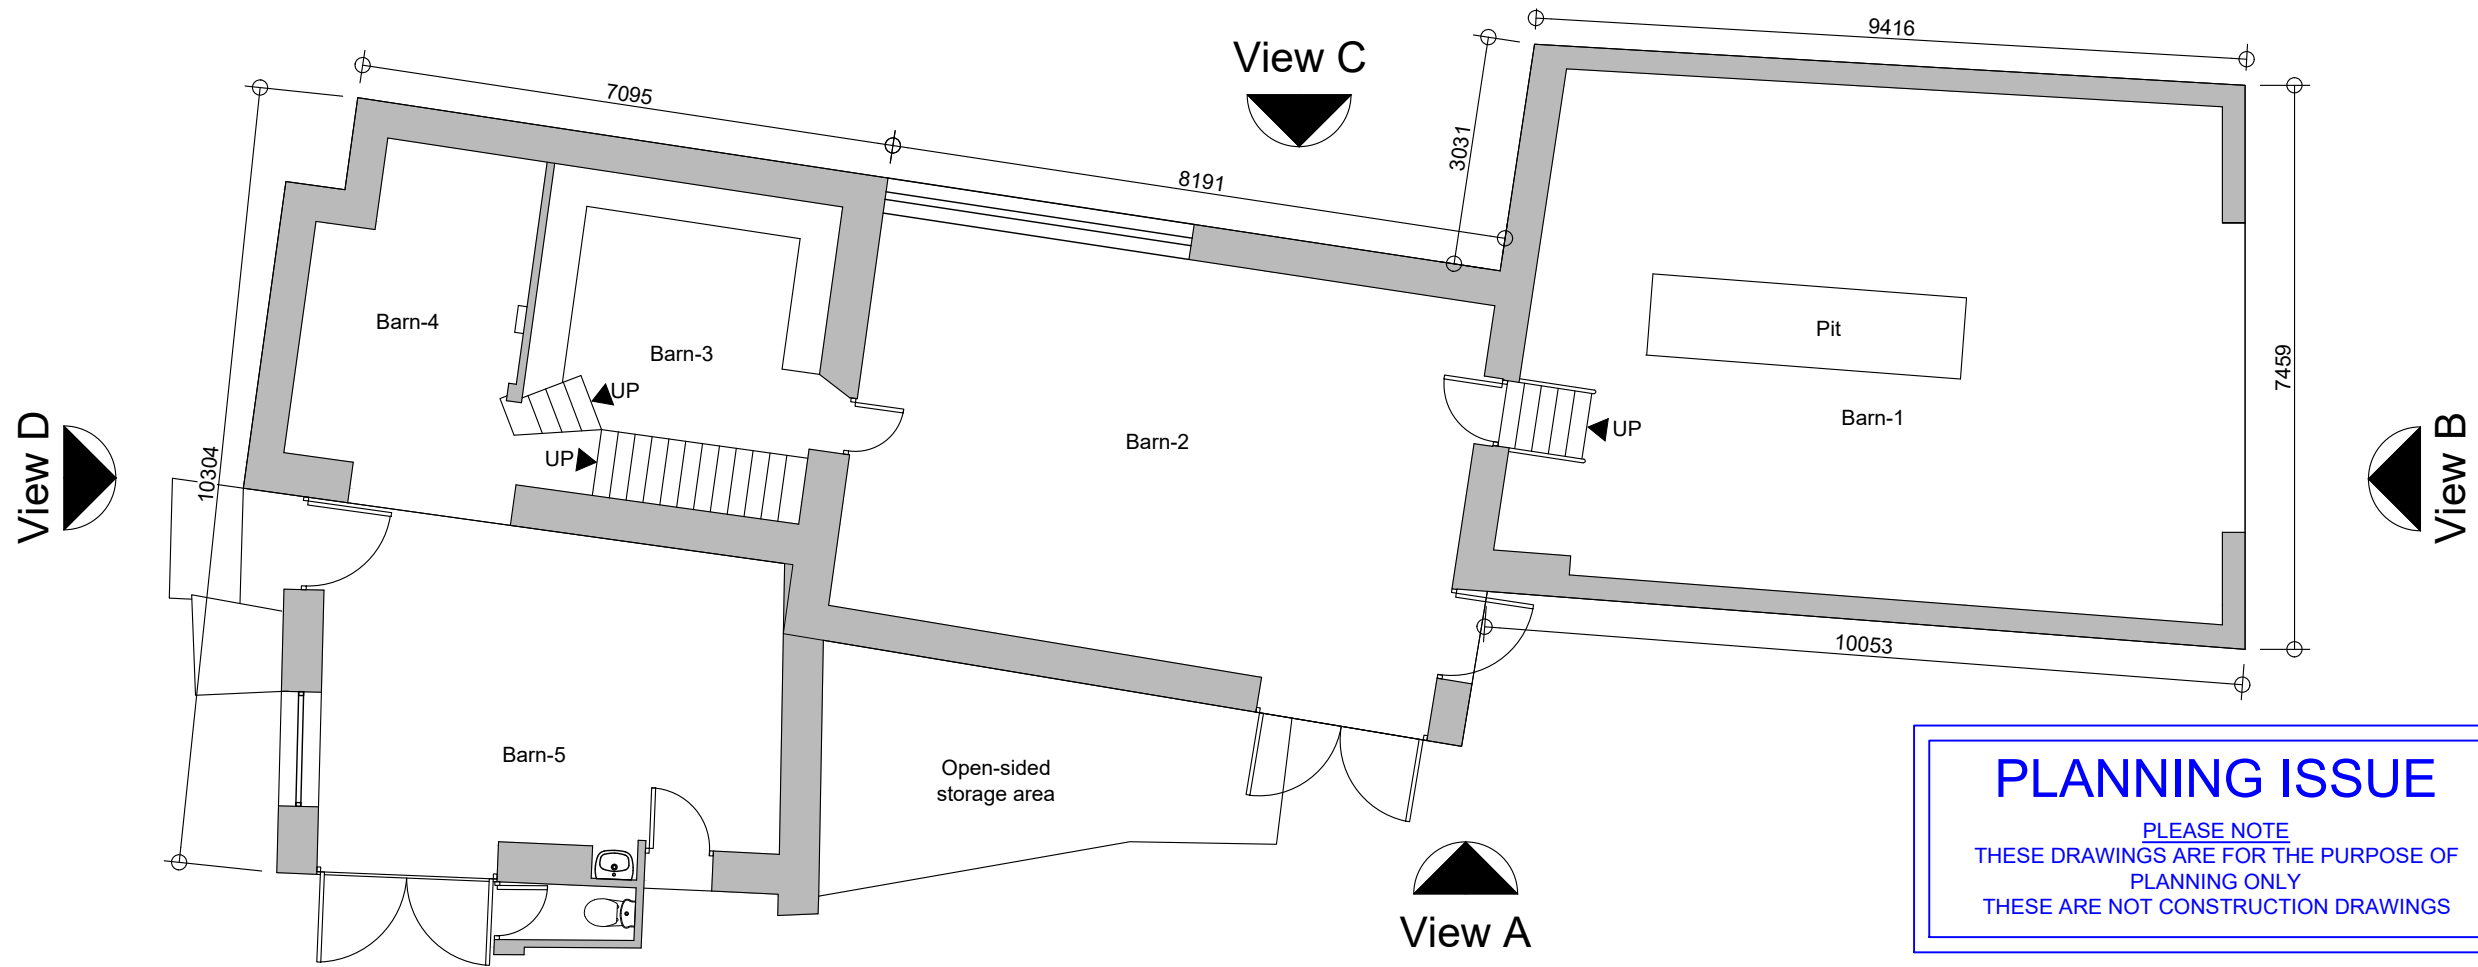 9416
View C
7095
3031
8191
Barn-4
Barn-3
Pit
7459
UP
Barn-1
UP
Barn-2
View D
View B
10304
UP
10053
Barn-5
Open-sided
storage area
View A
PLANNING ISSUE
PLEASE NOTE
THESE DRAWINGS ARE FOR THE PURPOSE OF
PLANNING ONLY
THESE ARE NOT CONSTRUCTION DRAWINGS